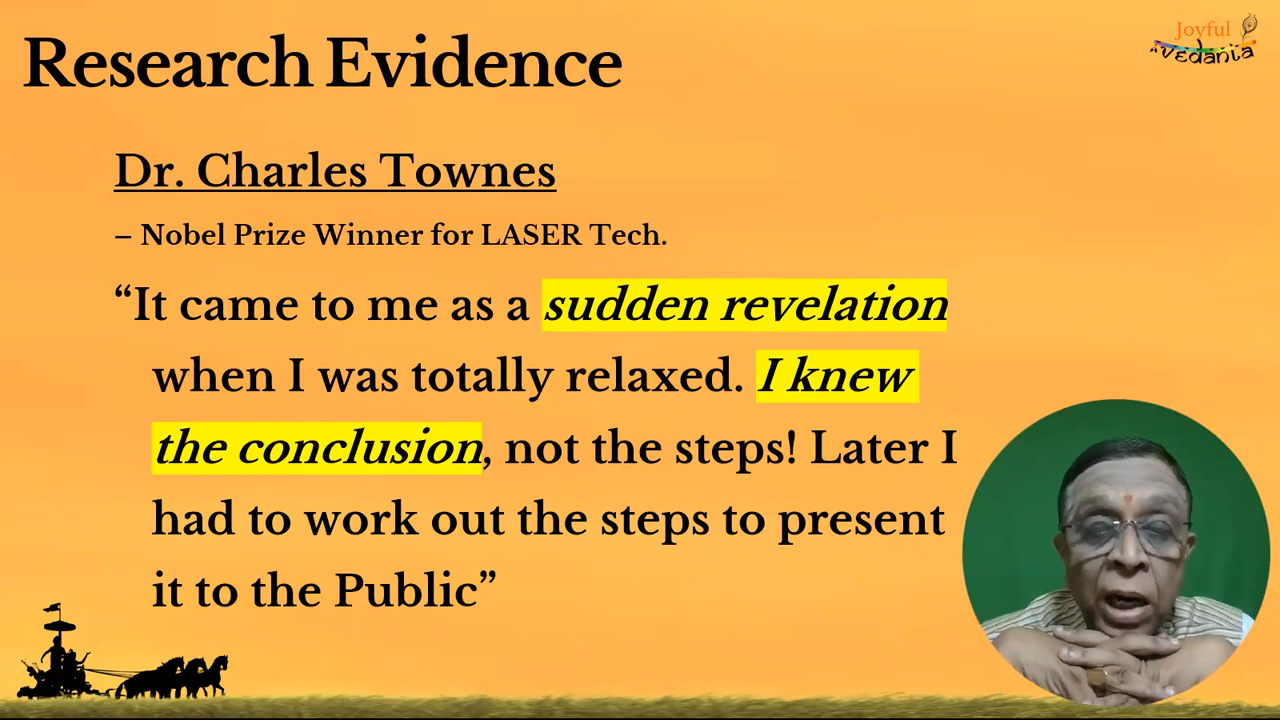 Research Evidence
Joyful
Vedanta
Dr. Charles Townes
– Nobel Prize Winner for LASER Tech.
“It came to me as a sudden revelation
when I was totally relaxed. I knew
the conclusion, not the steps! Later I
had to work out the steps to present
it to the Public”